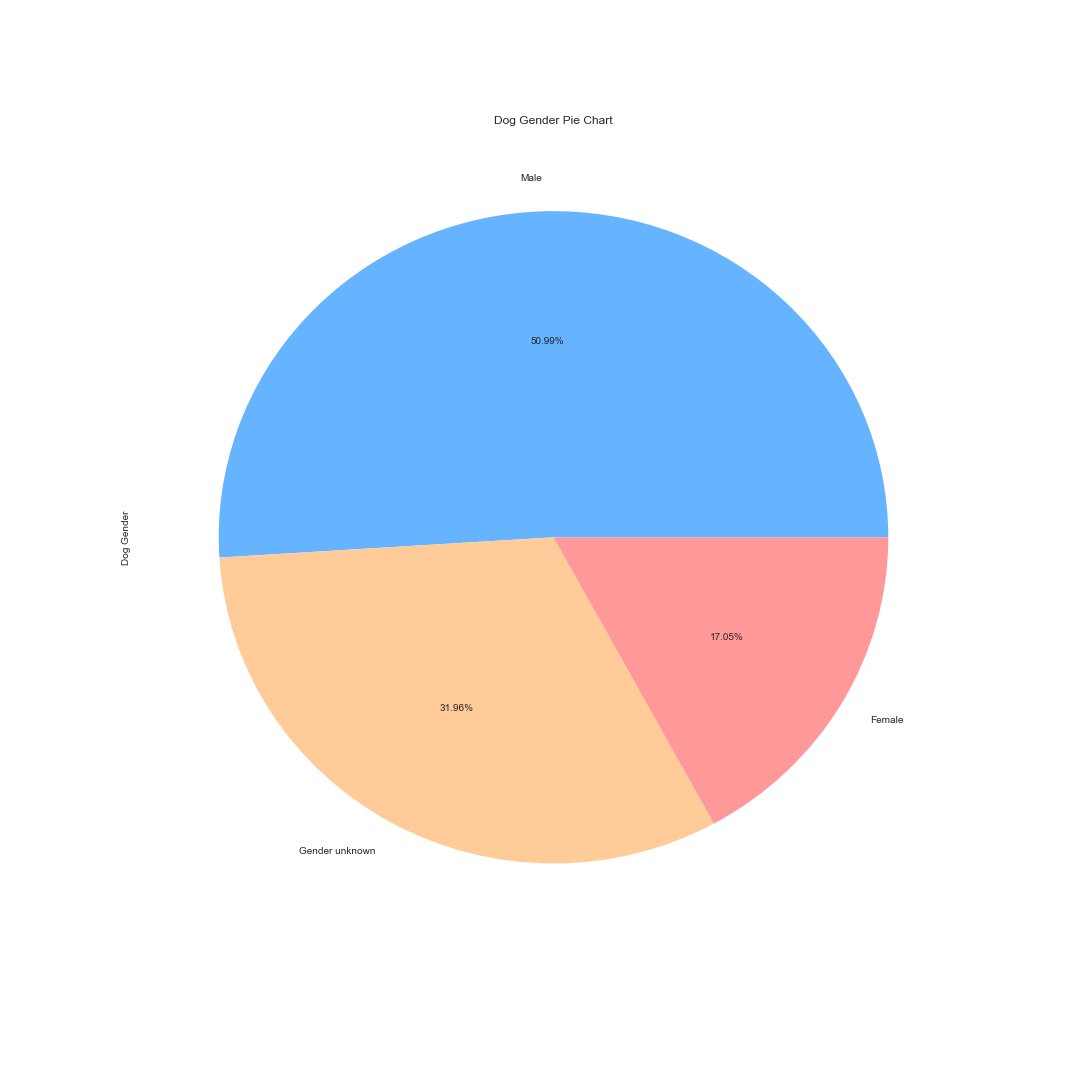 Dog Gender Pie Chart
Male
50.99%
Dog Gender
17.05%
31.96%
Female
Gender unknown